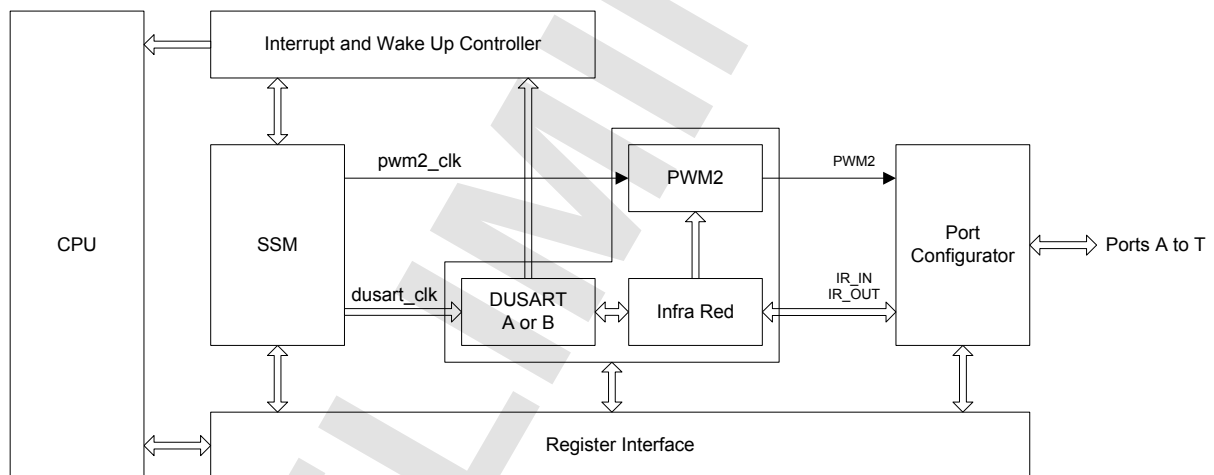 Interrupt and Wake Up Controller
pwm2_clk
PWM2
PWM2
CPU
SSM
Port
Configurator
Ports A to T
dusart_clk
DUSART
A or B
Infra Red
IR_IN
IR_OUT
Register Interface